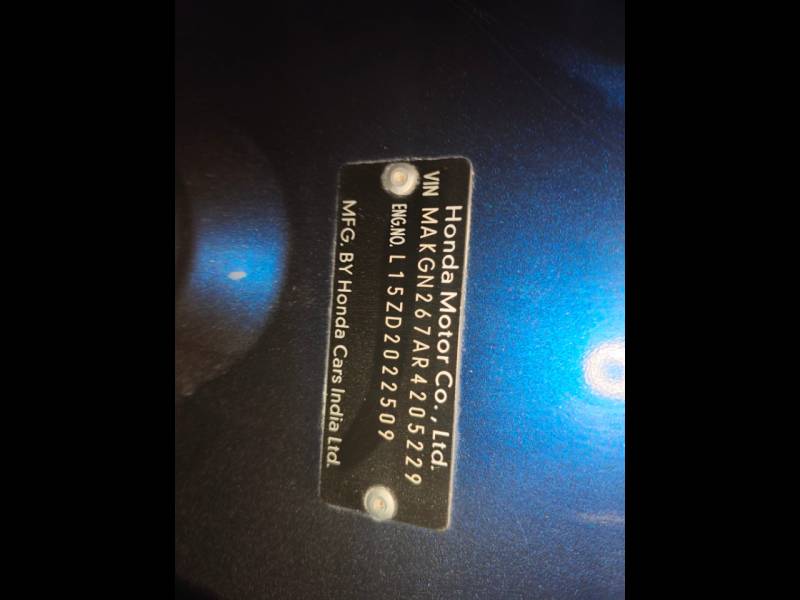 Honda Motor Co., Ltd.
VIN MAKGN267AR4205229
ENG.NO. L15ZD2022509
MFG. BY Honda Cars India Ltd.